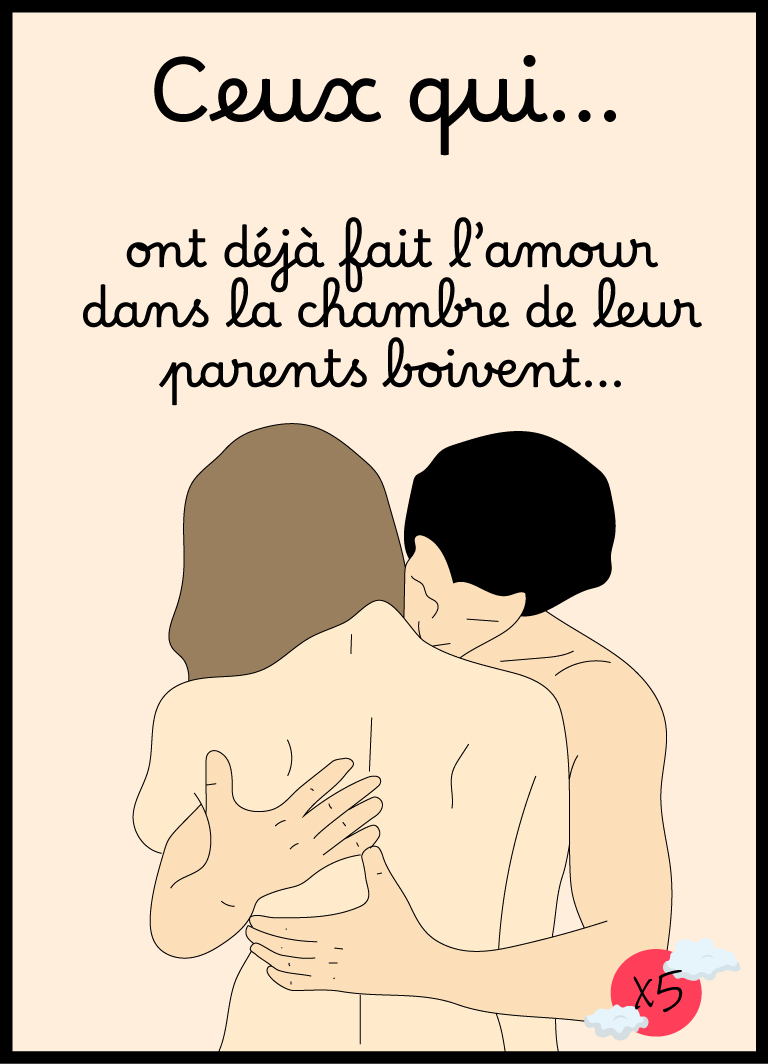 Ceux qui...
ont déjà fait l'amour
dans la chambre de leur
parents boivent...
x5